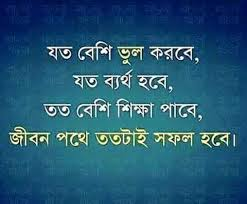 যত বেশি ভুল করবে,
যত ব্যর্থ হবে,
তত বেশি শিক্ষা পাবে,
জীবন পথে ততটাই সফল হবে।